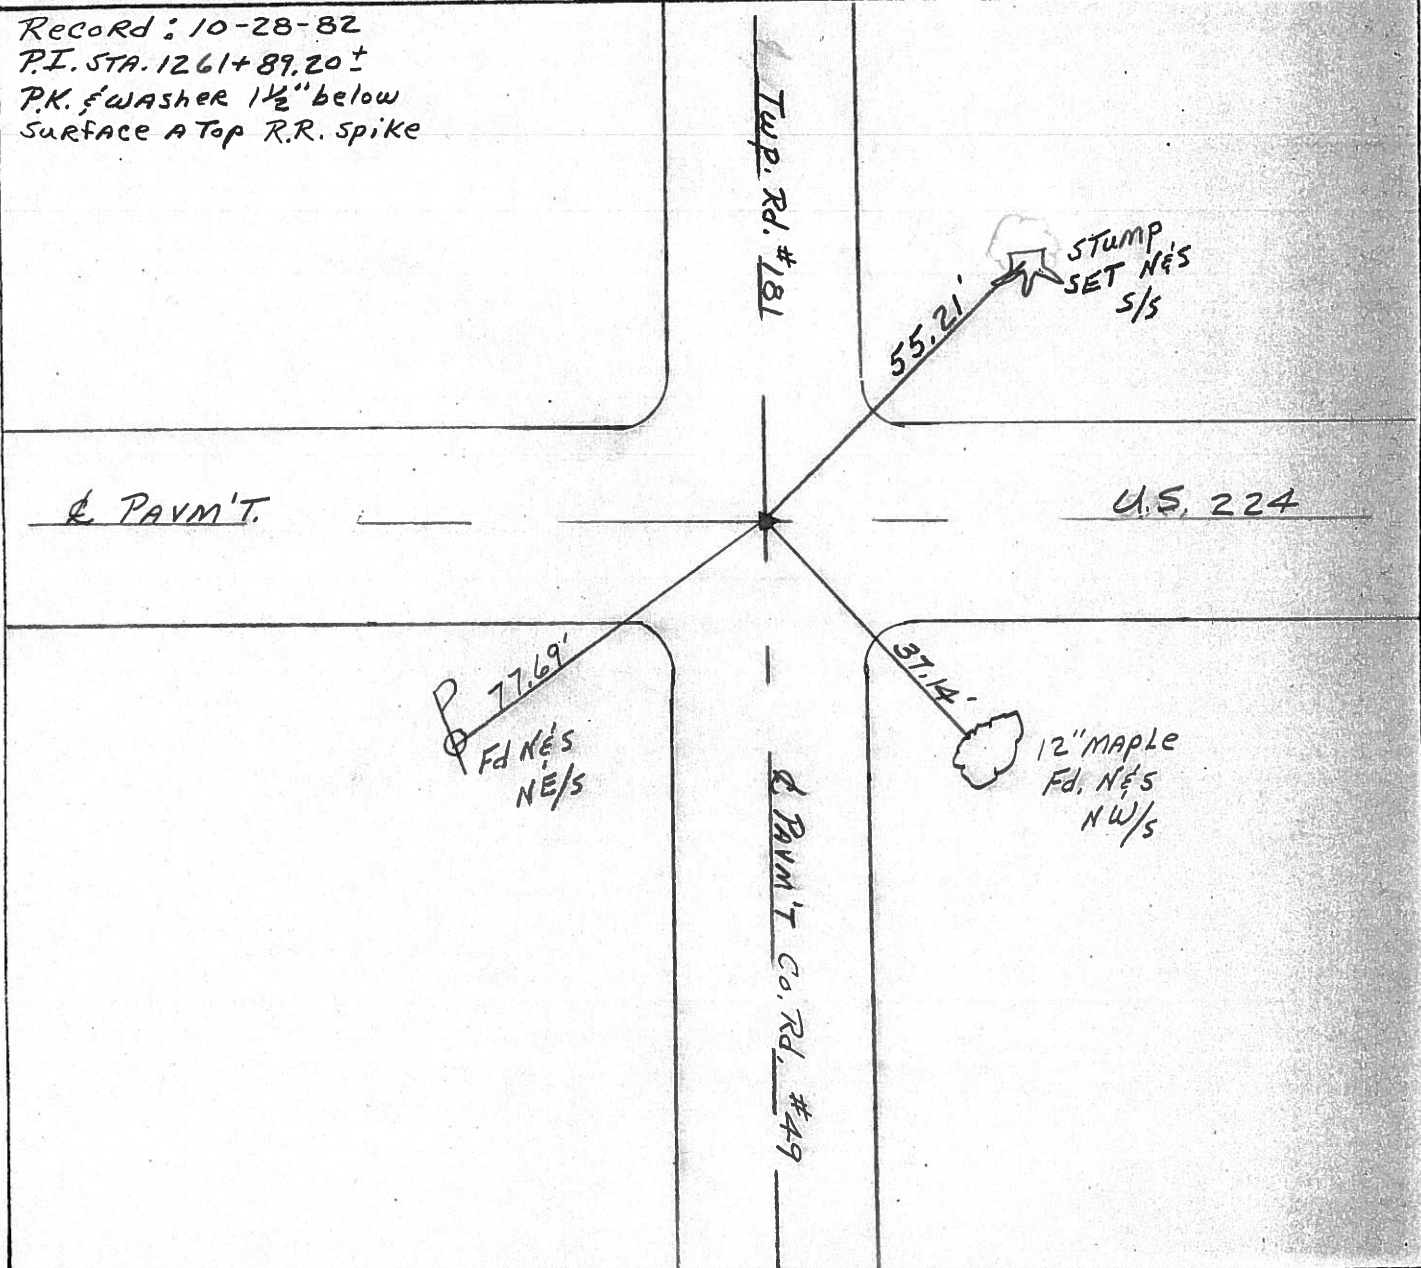 Record: 10-28-82
P.I. STA. 1261+89.20 ±
P.K. & WASHER 1½" below
SURFACE A Top R.R. Spike
Twp. Rd. #181
STUMP
SET N&S
S/S
55.21'
℄ PAVM'T.
U.S. 224
77.69'
37.14'
P
Fd N&S
NE/S
12" MAPLE
Fd. N&S
NW/S
℄ PAVM'T Co. Rd. #49